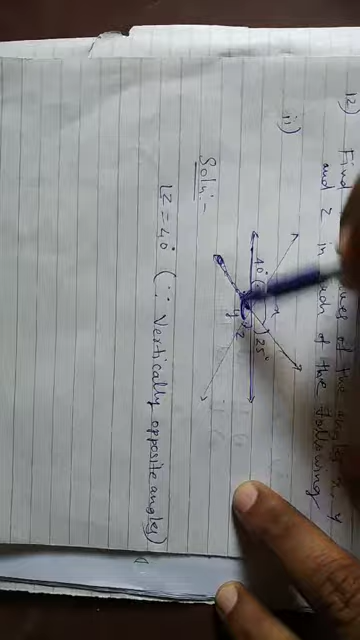 12) Find values of the angles x, y
and z in each of the following
ii)
40° x 25° y z
Soln:-
∠z = 40° (∵ Vertically opposite angles)